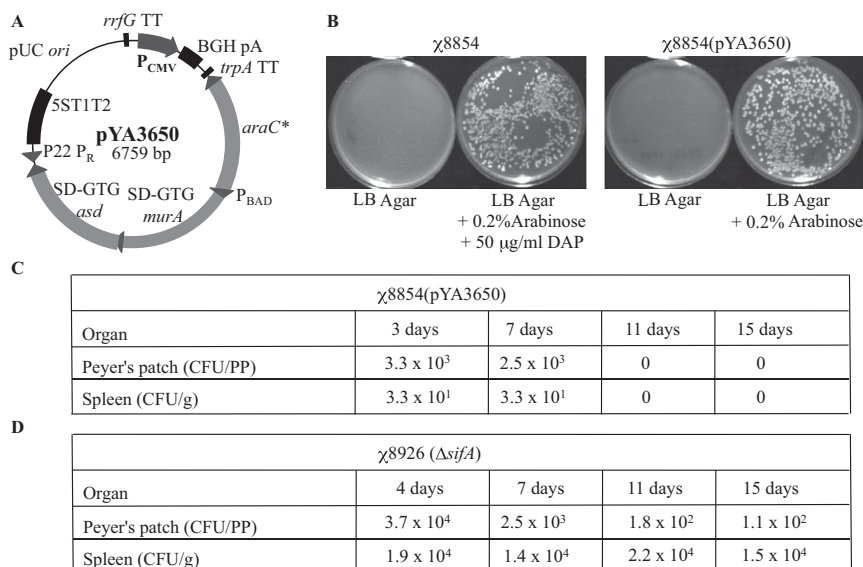 A
rrfG TT
P_CMV
BGH pA
trpA TT
pUC ori
5ST1T2
araC*
pYA3650
6759 bp
P22 P_R
P_BAD
SD-GTG
asd
SD-GTG
murA
B
χ8854
χ8854(pYA3650)
LB Agar
LB Agar
+ 0.2%Arabinose
+ 50 μg/ml DAP
LB Agar
LB Agar
+ 0.2% Arabinose
C
χ8854(pYA3650)
Organ 3 days 7 days 11 days 15 days
Peyer's patch (CFU/PP) 3.3 x 10³ 2.5 x 10³ 0 0
Spleen (CFU/g) 3.3 x 10¹ 3.3 x 10¹ 0 0
D
χ8926 (ΔsifA)
Organ 4 days 7 days 11 days 15 days
Peyer's patch (CFU/PP) 3.7 x 10⁴ 2.5 x 10³ 1.8 x 10² 1.1 x 10²
Spleen (CFU/g) 1.9 x 10⁴ 1.4 x 10⁴ 2.2 x 10⁴ 1.5 x 10⁴